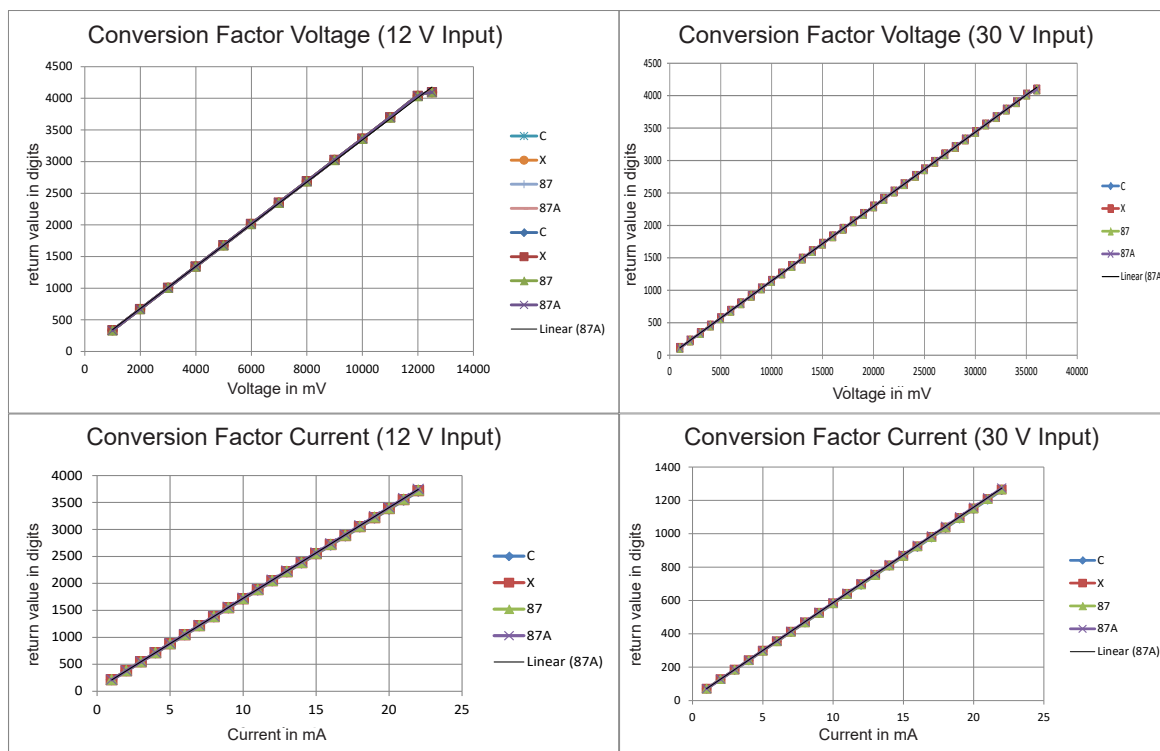 Conversion Factor Voltage (12 V Input)
4500
4000
3500
3000
2500
2000
1500
1000
500
0
return value in digits
0 2000 4000 6000 8000 10000 12000 14000
Voltage in mV
C
X
87
87A
C
X
87
87A
Linear (87A)
Conversion Factor Voltage (30 V Input)
4500
4000
3500
3000
2500
2000
1500
1000
500
0
return value in digits
0 5000 10000 15000 20000 25000 30000 35000 40000
Voltage in mV
C
X
87
87A
Linear (87A
Conversion Factor Current (12 V Input)
4000
3500
3000
2500
2000
1500
1000
500
0
return value in digits
0 5 10 15 20 25
Current in mA
C
X
87
87A
Linear (87A)
Conversion Factor Current (30 V Input)
1400
1200
1000
800
600
400
200
0
return value in digits
0 5 10 15 20 25
Current in mA
C
X
87
87A
Linear (87A)